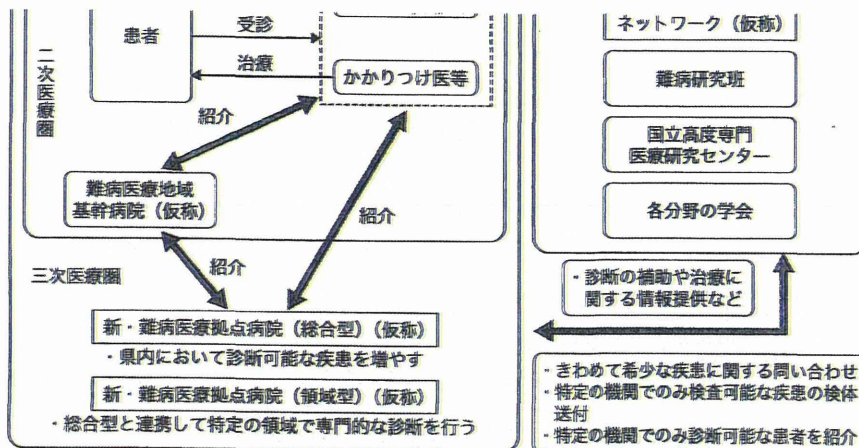 患者
受診
治療
かかりつけ医等
二次医療圏
紹介
難病医療地域
基幹病院（仮称）
紹介
紹介
三次医療圏
新・難病医療拠点病院（総合型）（仮称）
・県内において診断可能な疾患を増やす
新・難病医療拠点病院（領域型）（仮称）
・総合型と連携して特定の領域で専門的な診断を行う
ネットワーク（仮称）
難病研究班
国立高度専門
医療研究センター
各分野の学会
・診断の補助や治療に
関する情報提供など
・きわめて希少な疾患に関する問い合わせ
・特定の機関でのみ検査可能な疾患の検体
送付
・特定の機関でのみ診断可能な患者を紹介